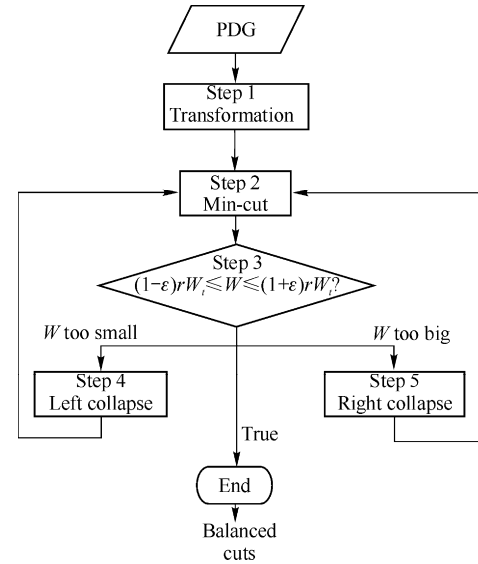 PDG
Step 1
Transformation
Step 2
Min-cut
Step 3
(1−ε)rWₜ⩽W⩽(1+ε)rWₜ?
W too small
W too big
Step 4
Left collapse
Step 5
Right collapse
True
End
Balanced
cuts